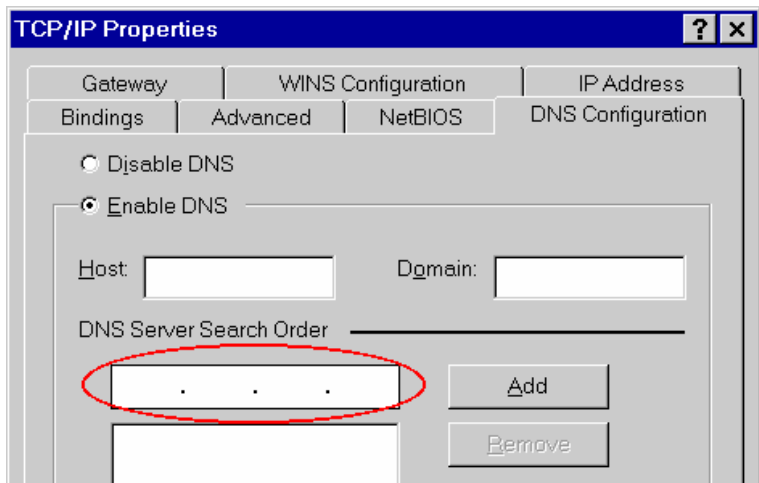 TCP/IP Properties ? ×
Gateway WINS Configuration IP Address
Bindings Advanced NetBIOS DNS Configuration
Disable DNS
Enable DNS
Host: Domain:
DNS Server Search Order
. . . Add
Remove